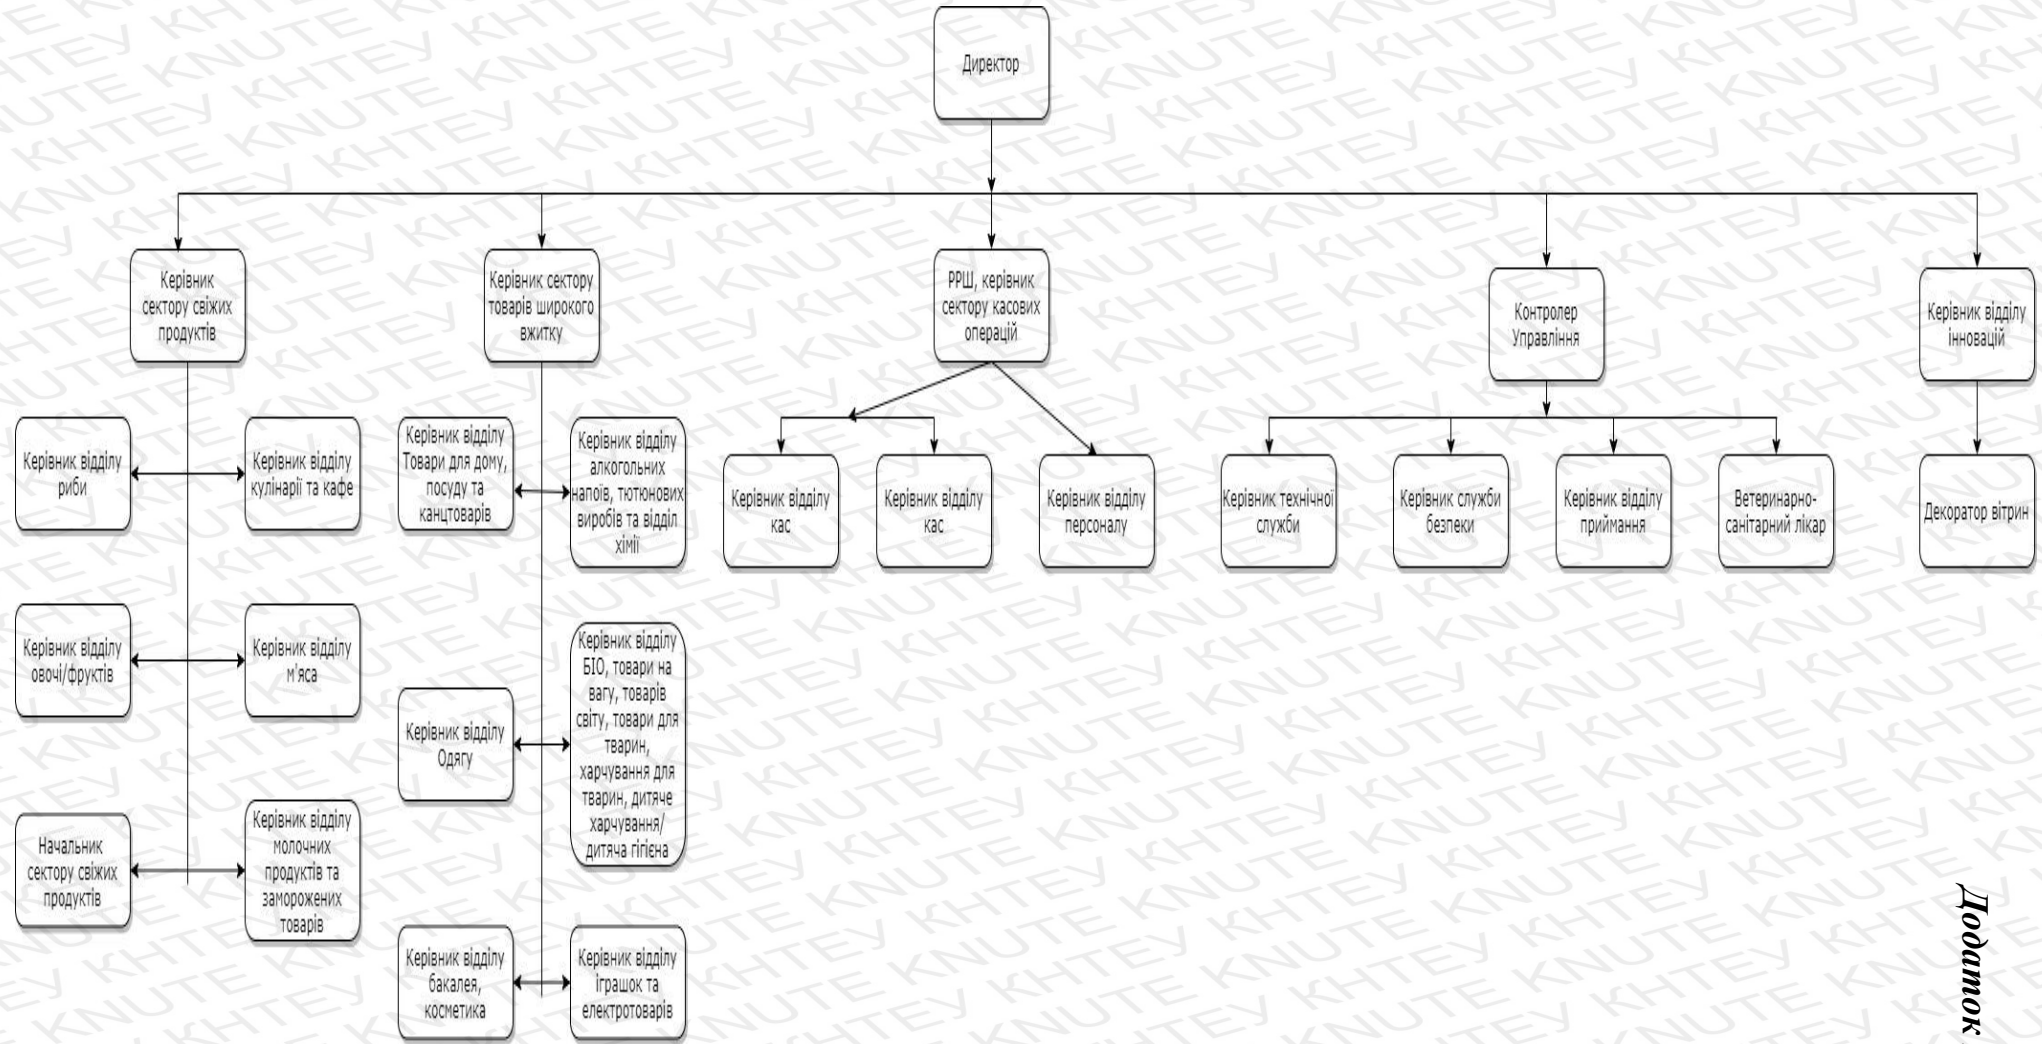 Директор
Керівник
сектору свіжих
продуктів
Керівник сектору
товарів широкого
вжитку
РРШ, керівник
сектору касових
операцій
Контролер
Управління
Керівник відділу
інновацій
Керівник відділу
риби
Керівник відділу
кулінарії та кафе
Керівник відділу
Товари для дому,
посуду та
канцтоварів
Керівник відділу
алкогольних
напоїв, тютюнових
виробів та відділ
хімії
Керівник відділу
кас
Керівник відділу
кас
Керівник відділу
персоналу
Керівник технічної
служби
Керівник служби
безпеки
Керівник відділу
приймання
Ветеринарно-
санітарний лікар
Декоратор вітрин
Керівник відділу
овочі/фруктів
Керівник відділу
м'яса
Керівник відділу
Одягу
Керівник відділу
БІО, товари на
вагу, товарів
світу, товари для
тварин,
харчування для
тварин, дитяче
харчування/
дитяча гігієна
Начальник
сектору свіжих
продуктів
Керівник відділу
молочних
продуктів та
заморожених
товарів
Керівник відділу
бакалея,
косметика
Керівник відділу
іграшок та
електротоварів
Додаток